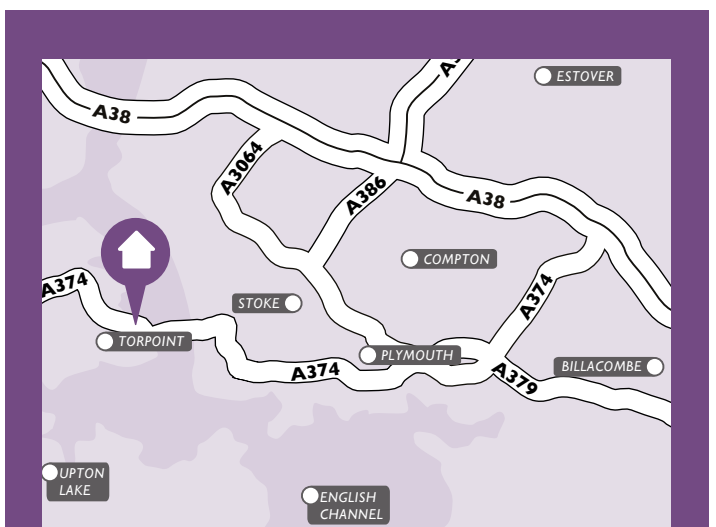 ESTOVER
A38
A3064
A386
A38
COMPTON
A374
A374
STOKE
TORPOINT
PLYMOUTH
BILLACOMBE
A374
A379
UPTON
LAKE
ENGLISH
CHANNEL